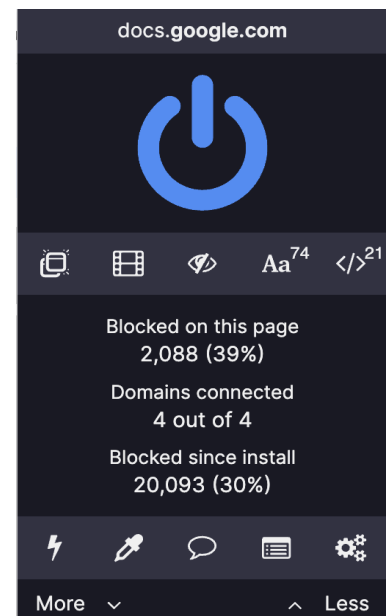 docs.google.com
Aa74 </>21
Blocked on this page
2,088 (39%)
Domains connected
4 out of 4
Blocked since install
20,093 (30%)
More Less